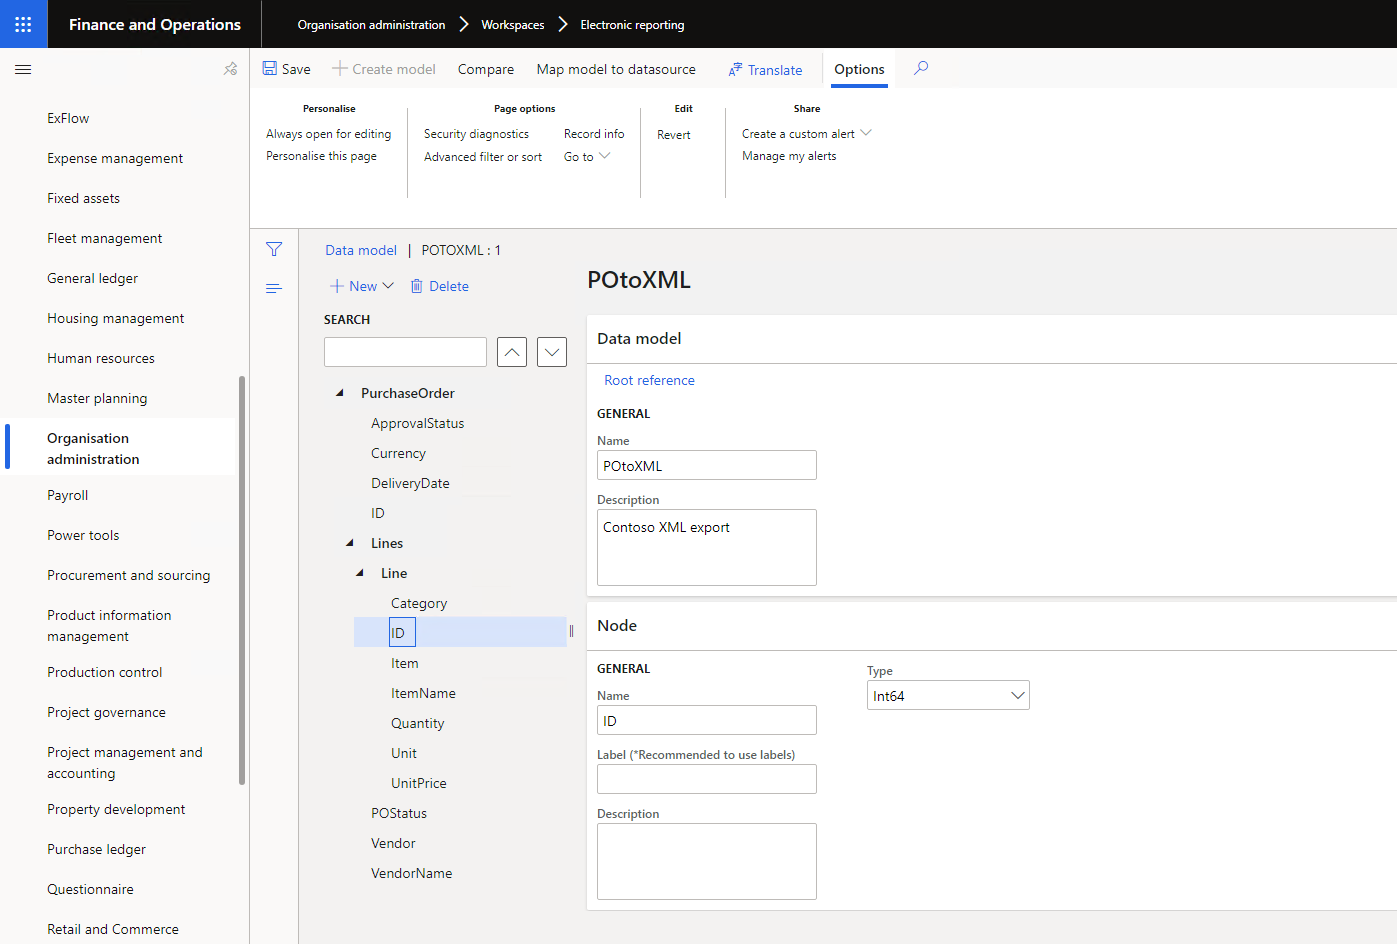 Finance and Operations
Organisation administration
Workspaces
Electronic reporting
Save
Create model
Compare
Map model to datasource
Translate
Options
Personalise
Always open for editing
Personalise this page
Page options
Security diagnostics
Record info
Advanced filter or sort
Go to
Edit
Revert
Share
Create a custom alert
Manage my alerts
ExFlow
Expense management
Fixed assets
Fleet management
General ledger
Housing management
Human resources
Master planning
Organisation
administration
Payroll
Power tools
Procurement and sourcing
Product information
management
Production control
Project governance
Project management and
accounting
Property development
Purchase ledger
Questionnaire
Retail and Commerce
Data model | POTOXML : 1
New
Delete
SEARCH
PurchaseOrder
ApprovalStatus
Currency
DeliveryDate
ID
Lines
Line
Category
ID
Item
ItemName
Quantity
Unit
UnitPrice
POStatus
Vendor
VendorName
POtoXML
Data model
Root reference
GENERAL
Name
POtoXML
Description
Contoso XML export
Node
GENERAL
Name
ID
Label (*Recommended to use labels)
Description
Type
Int64